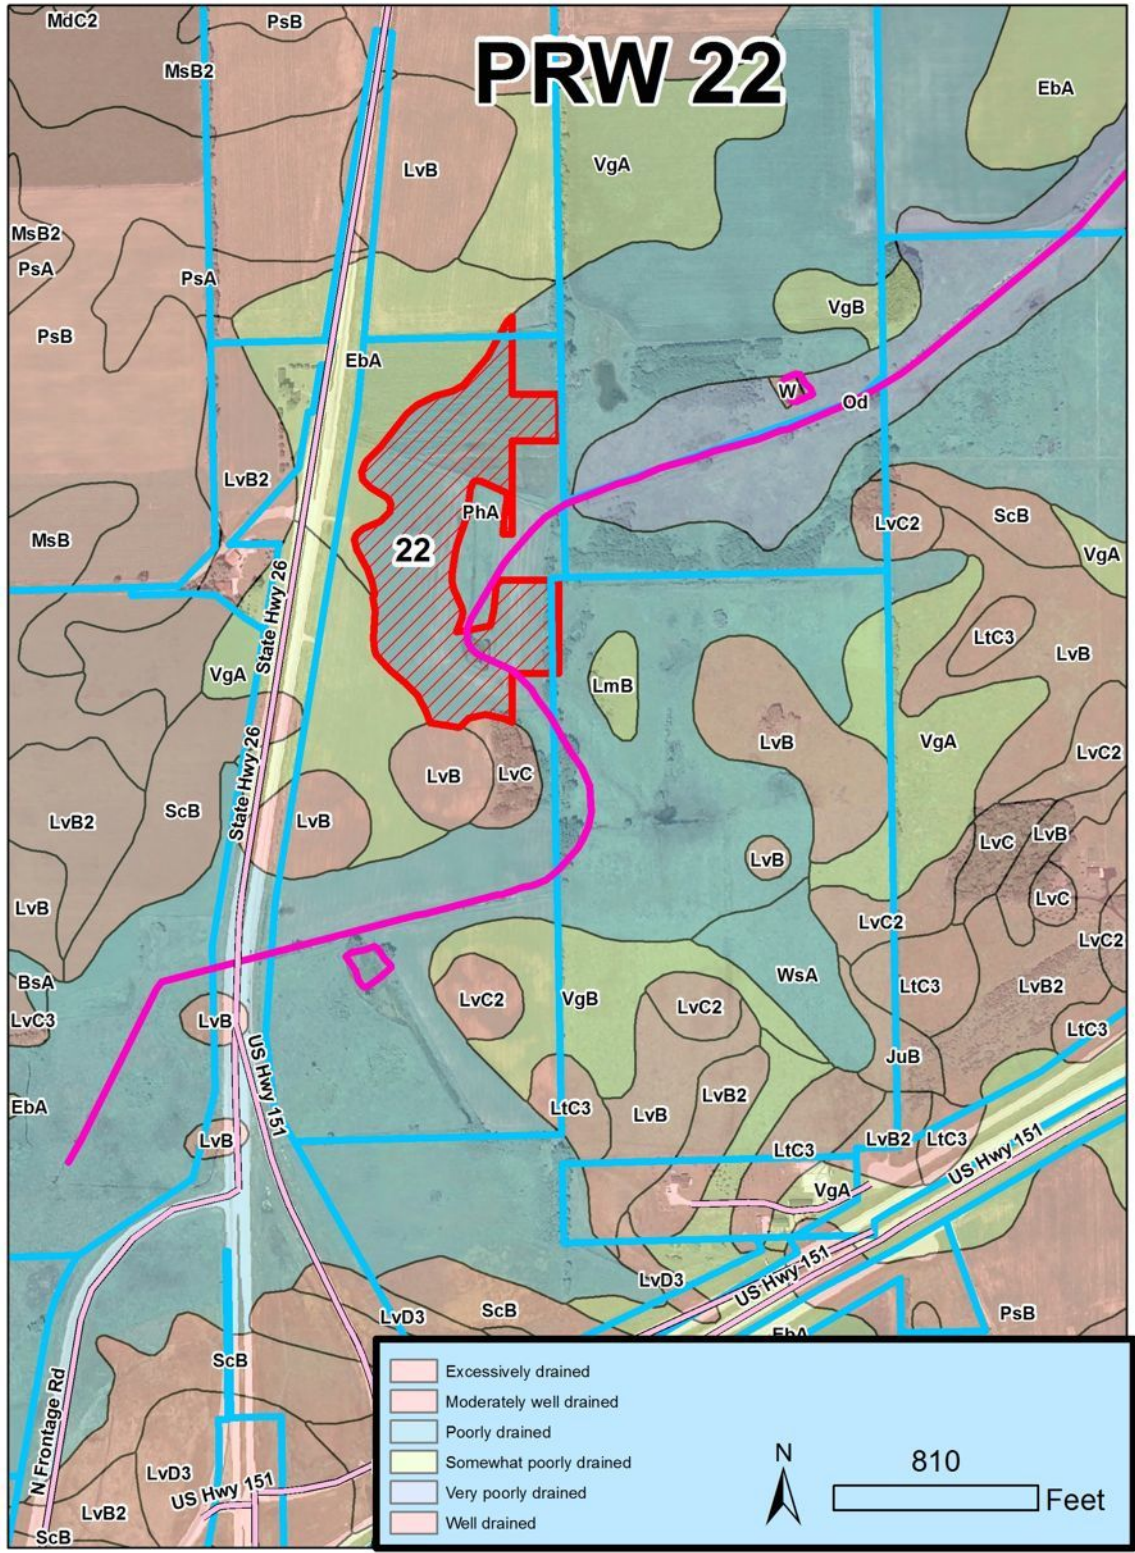 MdC2
PsB
PRW 22
MsB2
EbA
LvB
VgA
MsB2
PsA
PsA
VgB
PsB
EbA
W
Od
LvB2
PhA
LvC2
ScB
MsB
22
VgA
State Hwy 26
LtC3
LvB
VgA
LmB
State Hwy 26
LvB
VgA
LvC2
LvB
LvC
ScB
LvB
LvB2
LvC
LvB
LvB
LvC
LvB
LvC2
LvC2
BsA
WsA
LtC3
LvB2
LvC2
VgB
LvC2
LvC3
LvB
LtC3
US Hwy 151
JuB
LvB2
EbA
LtC3
LvB
LvB
LvB2
LtC3
LtC3
US Hwy 151
VgA
US Hwy 151
LvD3
ScB
LvD3
PsB
EbA
ScB
N Frontage Rd
LvD3
US Hwy 151
LvB2
ScB
Excessively drained
Moderately well drained
Poorly drained
Somewhat poorly drained
Very poorly drained
Well drained
N
810
Feet